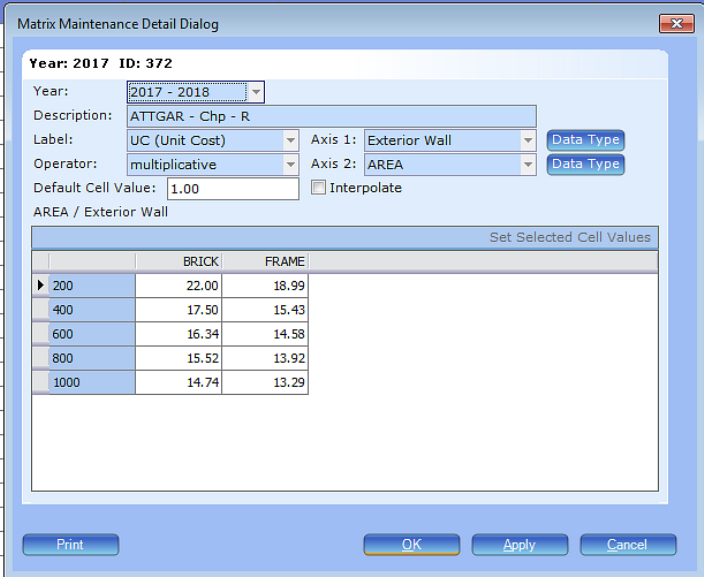 Matrix Maintenance Detail Dialog
Year: 2017 ID: 372
Year: 2017 - 2018
Description: ATTGAR - Chp - R
Label: UC (Unit Cost) Axis 1: Exterior Wall Data Type
Operator: multiplicative Axis 2: AREA Data Type
Default Cell Value: 1.00 Interpolate
AREA / Exterior Wall
Set Selected Cell Values
BRICK FRAME
200 22.00 18.99
400 17.50 15.43
600 16.34 14.58
800 15.52 13.92
1000 14.74 13.29
Print OK Apply Cancel